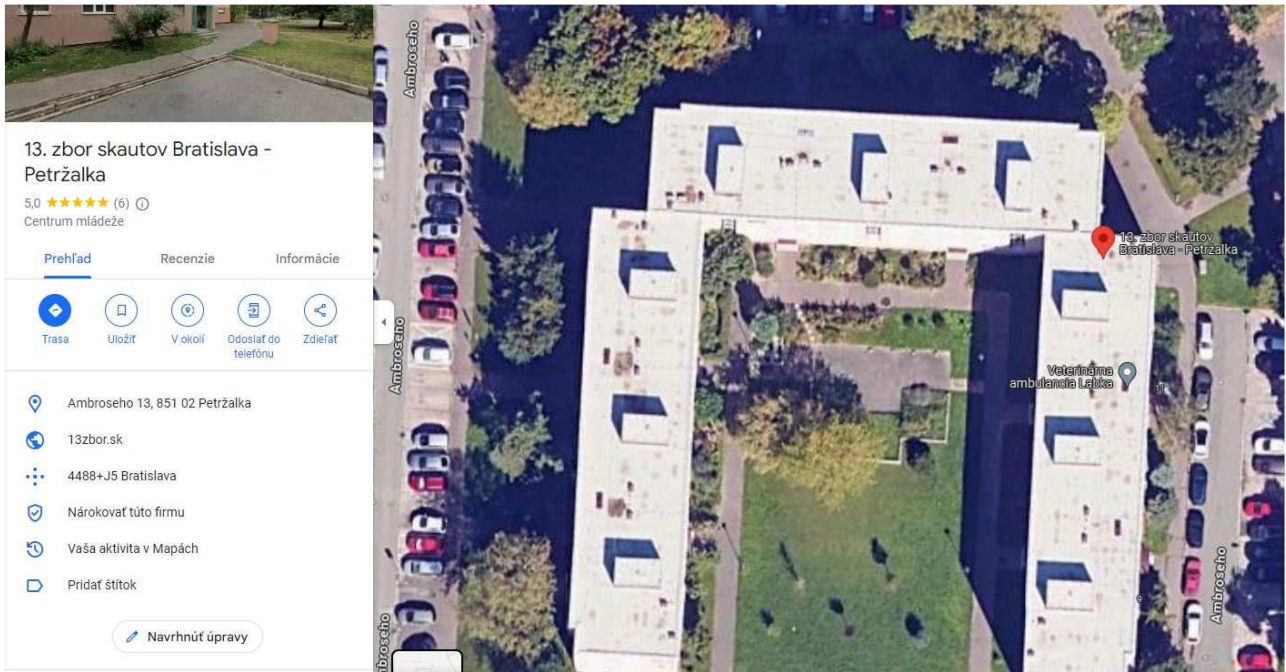 13. zbor skautov Bratislava -
Petržalka
5,0 ★★★★★ (6)
Centrum mládeže
Prehľad
Recenzie
Informácie
Trasa
Uložiť
V okolí
Odoslať do
telefónu
Zdieľať
Ambroseho 13, 851 02 Petržalka
13zbor.sk
4488+J5 Bratislava
Nárokovať túto firmu
Vaša aktivita v Mapách
Pridať štítok
Navrhnúť úpravy
Ambroseho
Ambroseho
13. zbor skautov
Bratislava - Petržalka
Veterinárna
ambulancia Labka
11
9
Ambroseho